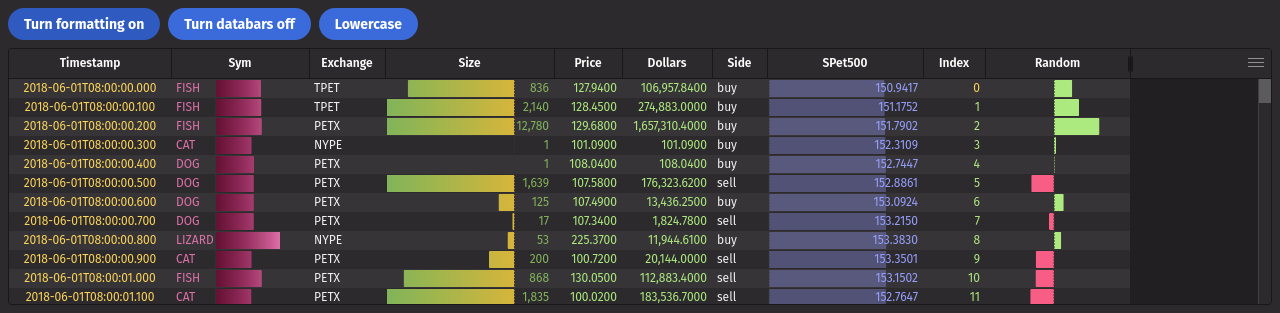 Turn formatting on Turn databars off Lowercase
Timestamp Sym Exchange Size Price Dollars Side SPet500 Index Random
2018-06-01T08:00:00.000 FISH TPET 836 127.9400 106,957.8400 buy 150.9417 0
2018-06-01T08:00:00.100 FISH TPET 2,140 128.4500 274,883.0000 buy 151.1752 1
2018-06-01T08:00:00.200 FISH PETX 12,780 129.6800 1,657,310.4000 buy 151.7902 2
2018-06-01T08:00:00.300 CAT NYPE 1 101.0900 101.0900 buy 152.3109 3
2018-06-01T08:00:00.400 DOG PETX 1 108.0400 108.0400 buy 152.7447 4
2018-06-01T08:00:00.500 DOG PETX 1,639 107.5800 176,323.6200 sell 152.8861 5
2018-06-01T08:00:00.600 DOG PETX 125 107.4900 13,436.2500 buy 153.0924 6
2018-06-01T08:00:00.700 DOG PETX 17 107.3400 1,824.7800 sell 153.2150 7
2018-06-01T08:00:00.800 LIZARD NYPE 53 225.3700 11,944.6100 buy 153.3830 8
2018-06-01T08:00:00.900 CAT PETX 200 100.7200 20,144.0000 sell 153.3501 9
2018-06-01T08:00:01.000 FISH PETX 868 130.0500 112,883.4000 sell 153.1502 10
2018-06-01T08:00:01.100 CAT PETX 1,835 100.0200 183,536.7000 sell 152.7647 11